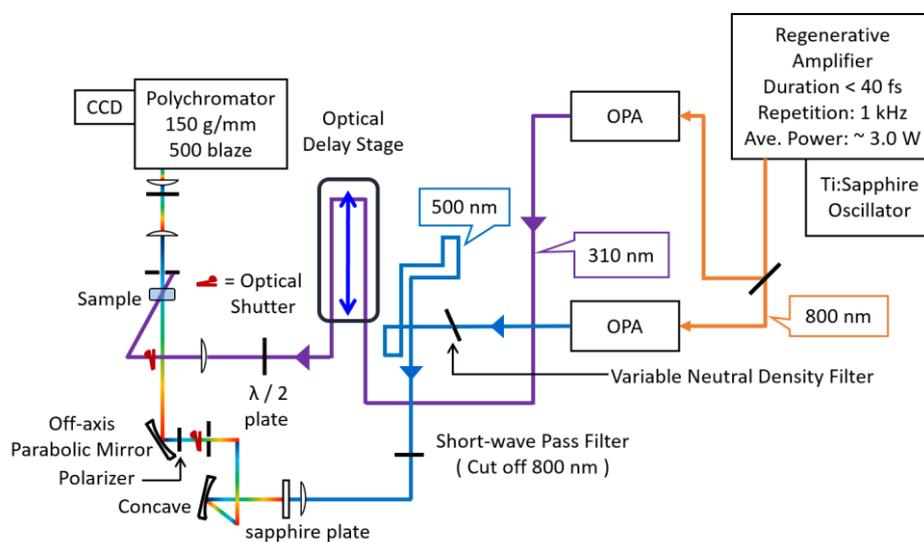 Regenerative
Amplifier
Duration < 40 fs
Repetition: 1 kHz
Ave. Power: ~ 3.0 W
Ti:Sapphire
Oscillator
CCD
Polychromator
150 g/mm
500 blaze
Optical
Delay Stage
OPA
500 nm
310 nm
800 nm
OPA
Sample
= Optical
Shutter
λ / 2
plate
Variable Neutral Density Filter
Off-axis
Parabolic Mirror
Polarizer
Short-wave Pass Filter
( Cut off 800 nm )
Concave
sapphire plate